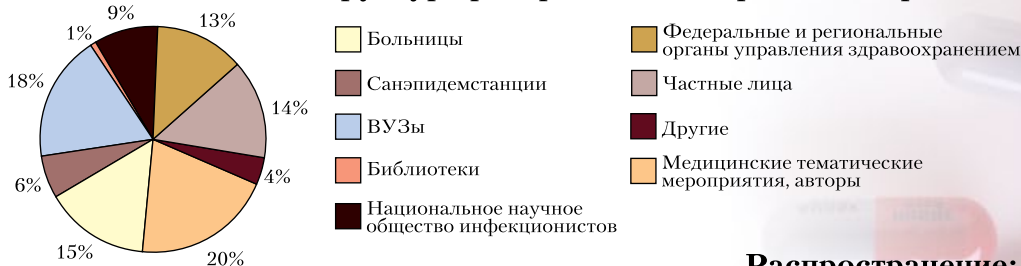 9%
13%
1%
18%
14%
6%
4%
15%
20%
Больницы
Санэпидемстанции
ВУЗы
Библиотеки
Национальное научное
общество инфекционистов
Федеральные и региональные
органы управления здравоохранением
Частные лица
Другие
Медицинские тематические
мероприятия, авторы
Распространение: